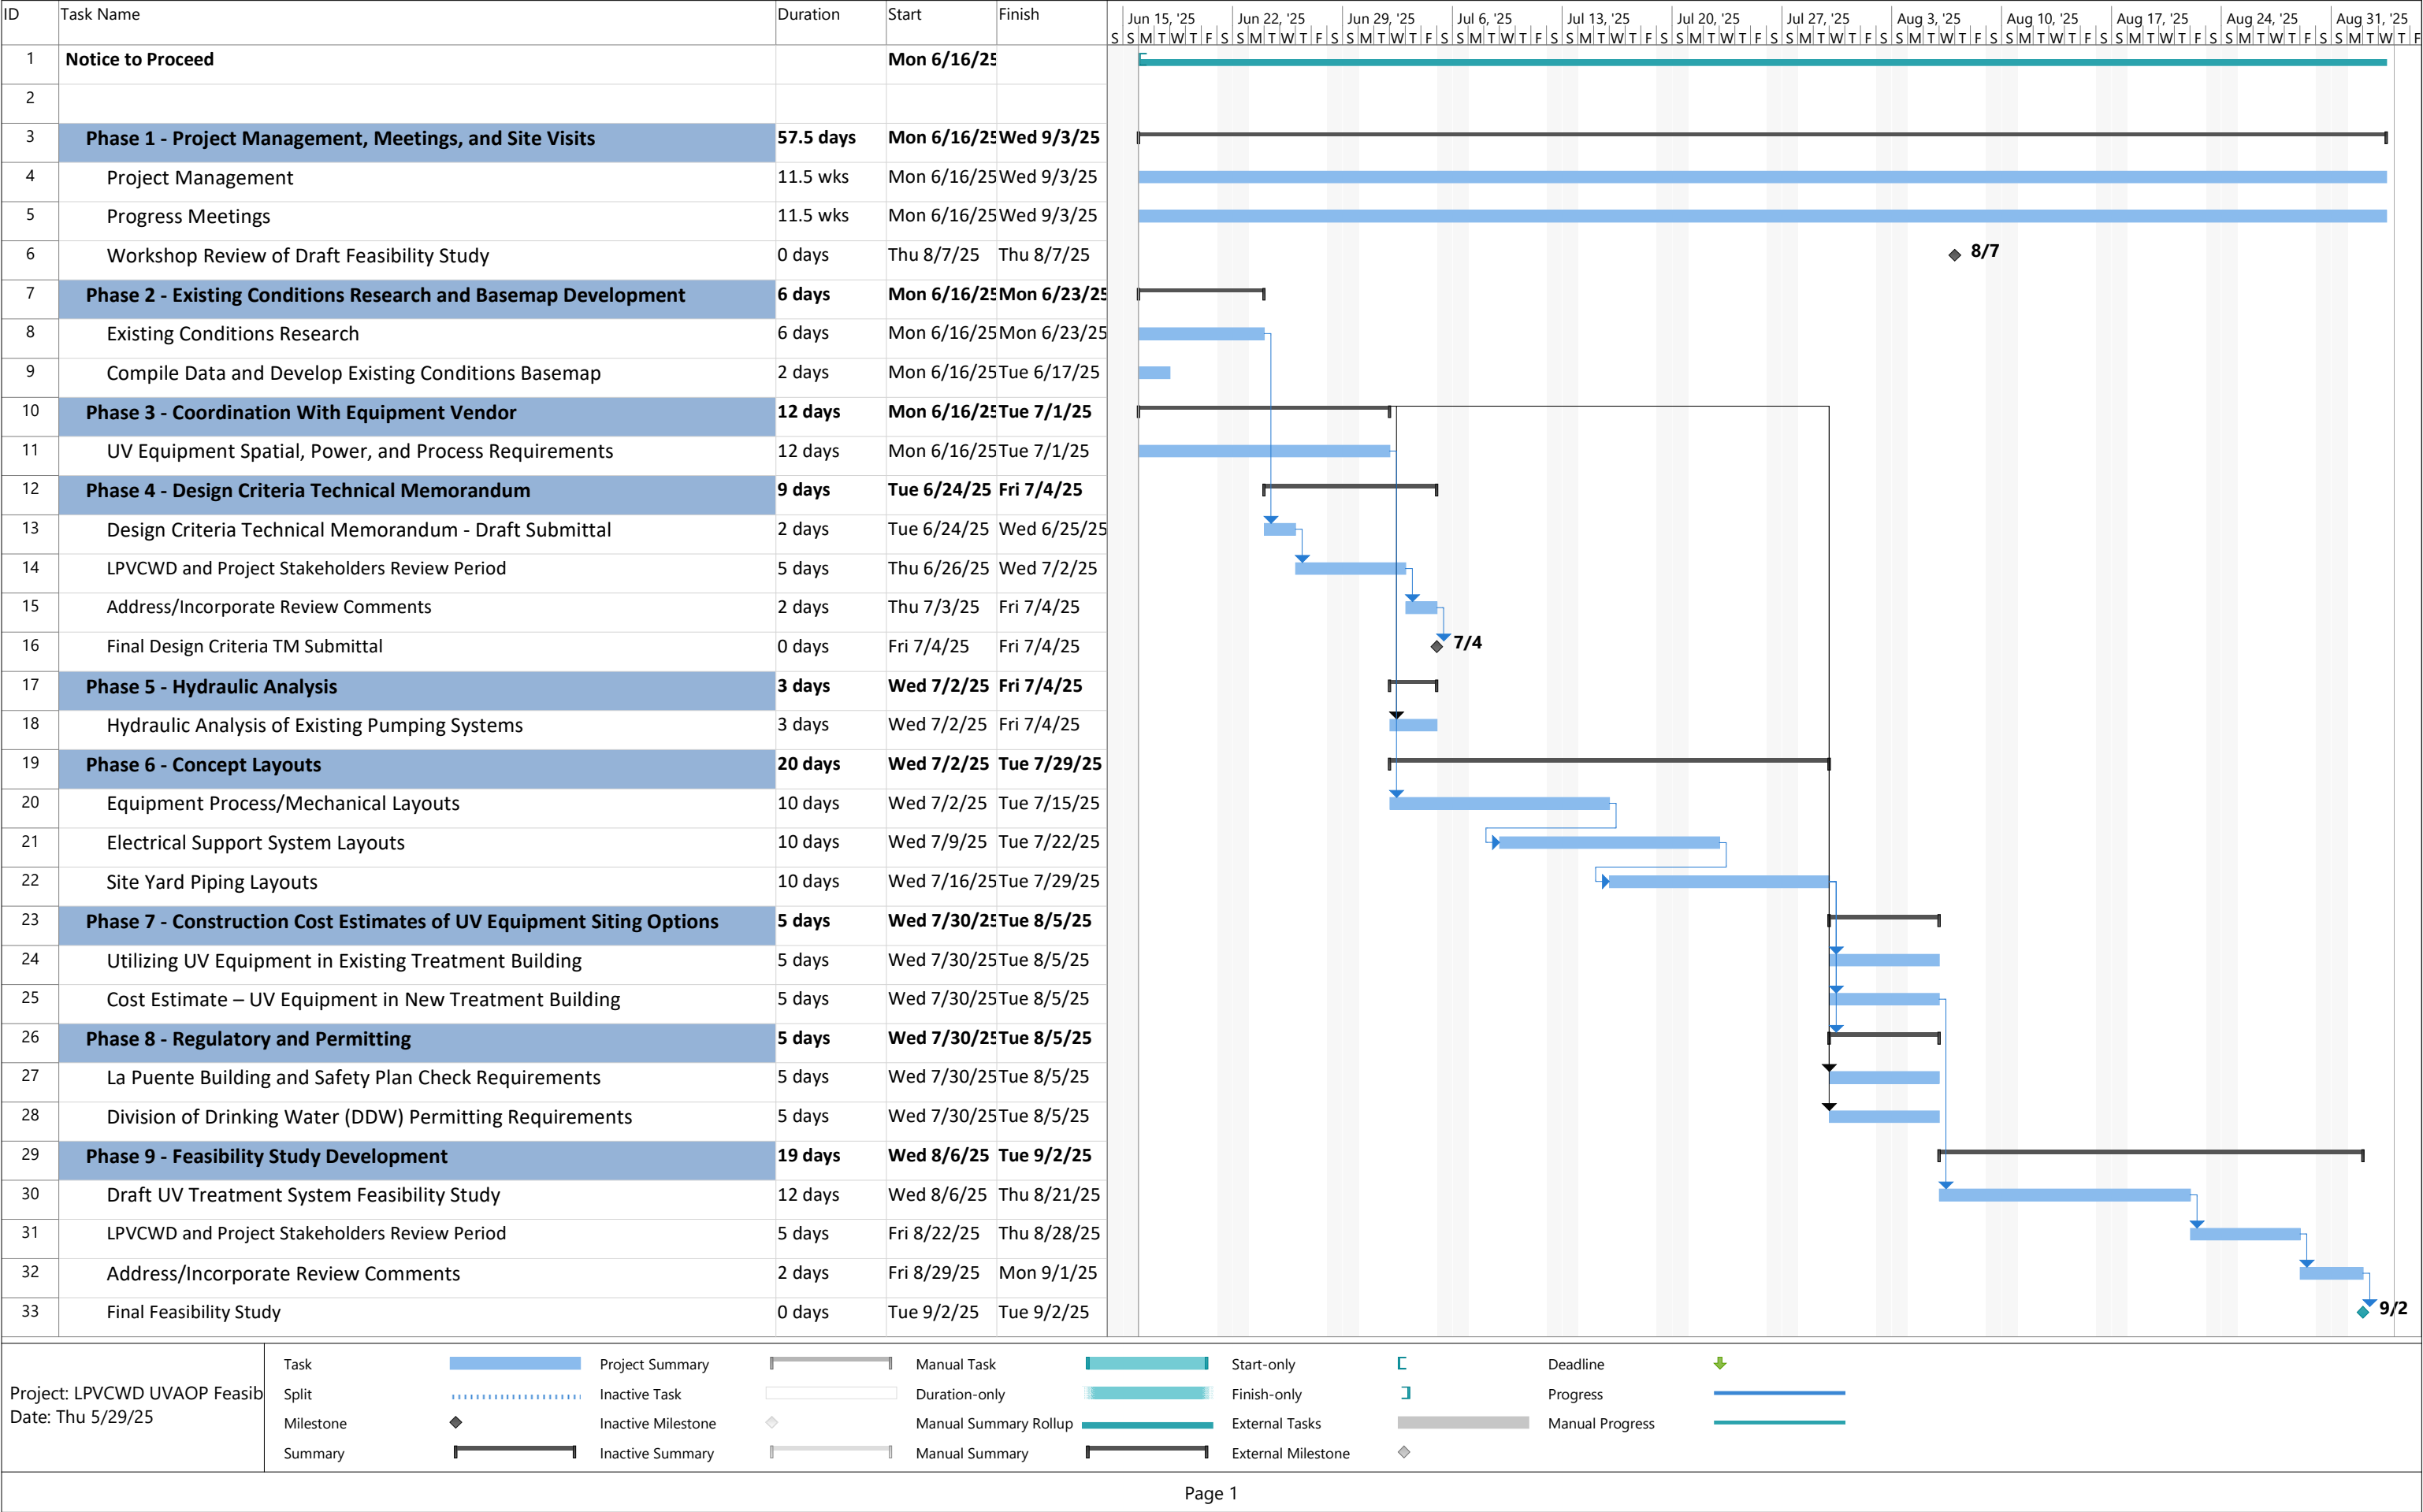 ID Task Name Duration Start Finish Jun 15, '25 Jun 22, '25 Jun 29, '25 Jul 6, '25 Jul 13, '25 Jul 20, '25 Jul 27, '25 Aug 3, '25 Aug 10, '25 Aug 17, '25 Aug 24, '25 Aug 31, '25
S S M T W T F S S M T W T F S S M T W T F S S M T W T F S S M T W T F S S M T W T F S S M T W T F S S M T W T F S S M T W T F S S M T W T F S S M T W T F S S M T W T F
1 Notice to Proceed Mon 6/16/25
2
3 Phase 1 - Project Management, Meetings, and Site Visits 57.5 days Mon 6/16/25 Wed 9/3/25
4 Project Management 11.5 wks Mon 6/16/25 Wed 9/3/25
5 Progress Meetings 11.5 wks Mon 6/16/25 Wed 9/3/25
6 Workshop Review of Draft Feasibility Study 0 days Thu 8/7/25 Thu 8/7/25 8/7
7 Phase 2 - Existing Conditions Research and Basemap Development 6 days Mon 6/16/25 Mon 6/23/25
8 Existing Conditions Research 6 days Mon 6/16/25 Mon 6/23/25
9 Compile Data and Develop Existing Conditions Basemap 2 days Mon 6/16/25 Tue 6/17/25
10 Phase 3 - Coordination With Equipment Vendor 12 days Mon 6/16/25 Tue 7/1/25
11 UV Equipment Spatial, Power, and Process Requirements 12 days Mon 6/16/25 Tue 7/1/25
12 Phase 4 - Design Criteria Technical Memorandum 9 days Tue 6/24/25 Fri 7/4/25
13 Design Criteria Technical Memorandum - Draft Submittal 2 days Tue 6/24/25 Wed 6/25/25
14 LPVCWD and Project Stakeholders Review Period 5 days Thu 6/26/25 Wed 7/2/25
15 Address/Incorporate Review Comments 2 days Thu 7/3/25 Fri 7/4/25
16 Final Design Criteria TM Submittal 0 days Fri 7/4/25 Fri 7/4/25 7/4
17 Phase 5 - Hydraulic Analysis 3 days Wed 7/2/25 Fri 7/4/25
18 Hydraulic Analysis of Existing Pumping Systems 3 days Wed 7/2/25 Fri 7/4/25
19 Phase 6 - Concept Layouts 20 days Wed 7/2/25 Tue 7/29/25
20 Equipment Process/Mechanical Layouts 10 days Wed 7/2/25 Tue 7/15/25
21 Electrical Support System Layouts 10 days Wed 7/9/25 Tue 7/22/25
22 Site Yard Piping Layouts 10 days Wed 7/16/25 Tue 7/29/25
23 Phase 7 - Construction Cost Estimates of UV Equipment Siting Options 5 days Wed 7/30/25 Tue 8/5/25
24 Utilizing UV Equipment in Existing Treatment Building 5 days Wed 7/30/25 Tue 8/5/25
25 Cost Estimate – UV Equipment in New Treatment Building 5 days Wed 7/30/25 Tue 8/5/25
26 Phase 8 - Regulatory and Permitting 5 days Wed 7/30/25 Tue 8/5/25
27 La Puente Building and Safety Plan Check Requirements 5 days Wed 7/30/25 Tue 8/5/25
28 Division of Drinking Water (DDW) Permitting Requirements 5 days Wed 7/30/25 Tue 8/5/25
29 Phase 9 - Feasibility Study Development 19 days Wed 8/6/25 Tue 9/2/25
30 Draft UV Treatment System Feasibility Study 12 days Wed 8/6/25 Thu 8/21/25
31 LPVCWD and Project Stakeholders Review Period 5 days Fri 8/22/25 Thu 8/28/25
32 Address/Incorporate Review Comments 2 days Fri 8/29/25 Mon 9/1/25
33 Final Feasibility Study 0 days Tue 9/2/25 Tue 9/2/25 9/2
Project: LPVCWD UVAOP Feasib
Date: Thu 5/29/25
Task Project Summary Manual Task Start-only Deadline
Split Inactive Task Duration-only Finish-only Progress
Milestone Inactive Milestone Manual Summary Rollup External Tasks Manual Progress
Summary Inactive Summary Manual Summary External Milestone
Page 1